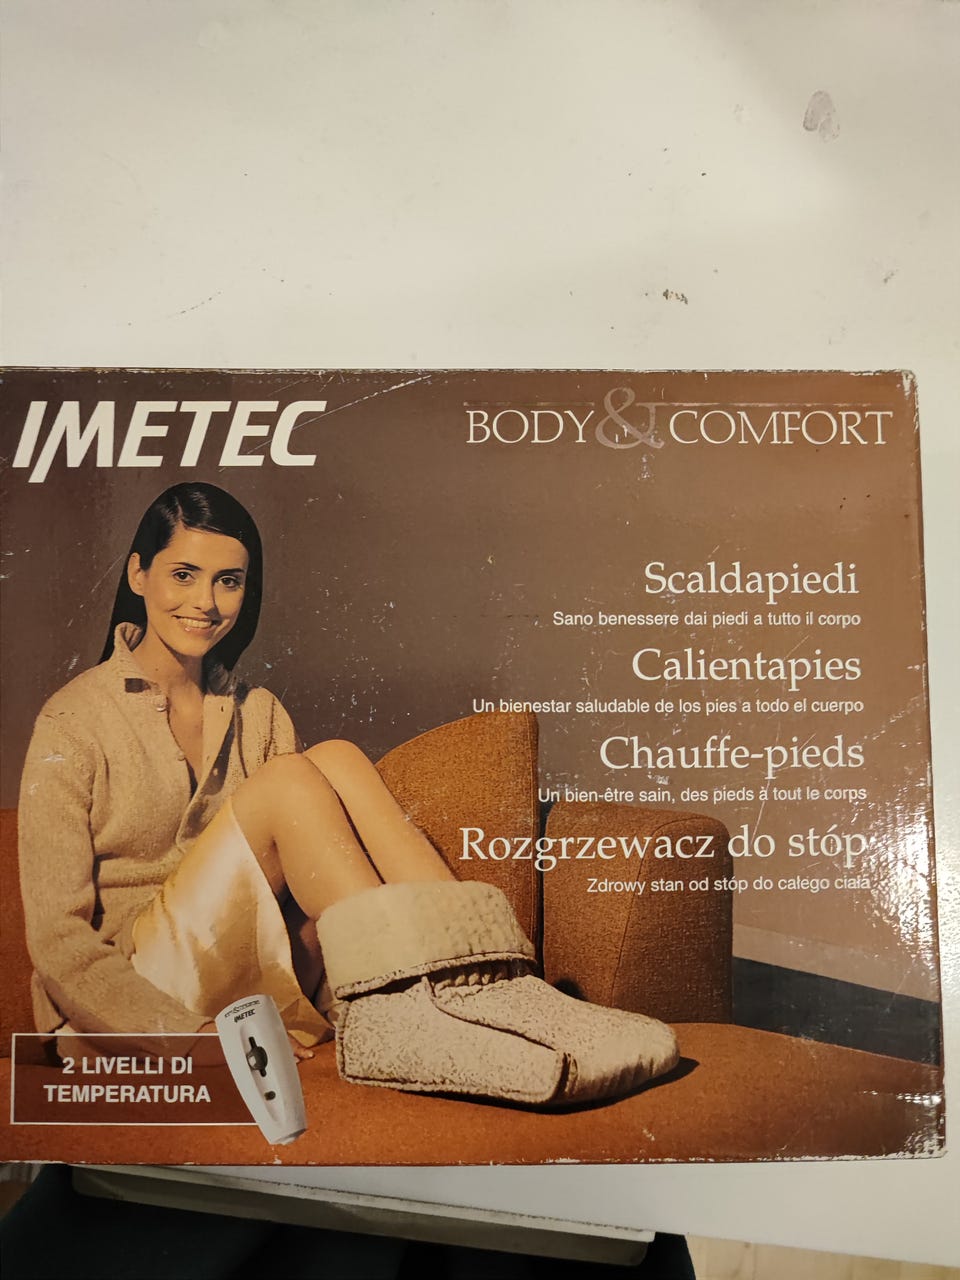 IMETEC
BODY & COMFORT
Scaldapiedi
Sano benessere dai piedi a tutto il corpo
Calientapies
Un bienestar saludable de los pies a todo el cuerpo
Chauffe-pieds
Un bien-être sain, des pieds à tout le corps
Rozgrzewacz do stóp
Zdrowy stan od stóp do całego ciała
IMETEC
2 LIVELLI DI
TEMPERATURA